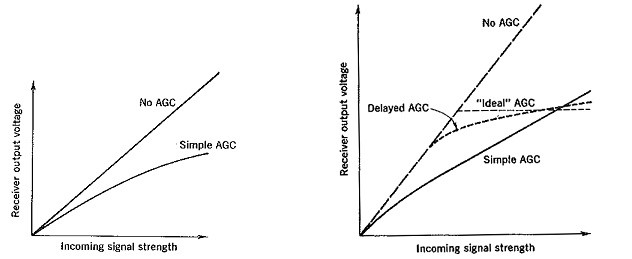 No AGC
Simple AGC
Receiver output voltage
Incoming signal strength
No AGC
Delayed AGC
"Ideal" AGC
Simple AGC
Receiver output voltage
Incoming signal strength